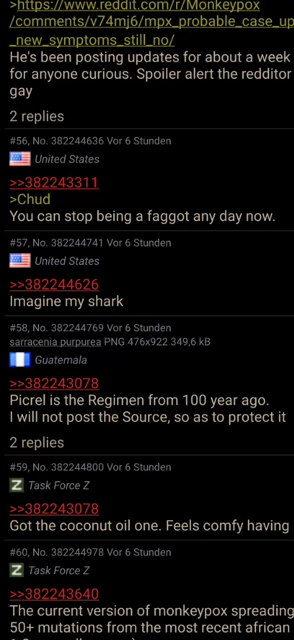 >https://www.reddit.com/r/Monkeypox
/comments/v74mj6/mpx_probable_case_up
_new_symptoms_still_no/
He's been posting updates for about a week
for anyone curious. Spoiler alert the redditor
gay
2 replies
#56, No. 382244636 Vor 6 Stunden
United States
>>382243311
>Chud
You can stop being a faggot any day now.
#57, No. 382244741 Vor 6 Stunden
United States
>>382244626
Imagine my shark
#58, No. 382244769 Vor 6 Stunden
sarracenia purpurea PNG 476x922 349,6 kB
Guatemala
>>382243078
Picrel is the Regimen from 100 year ago.
I will not post the Source, so as to protect it
2 replies
#59, No. 382244800 Vor 6 Stunden
Z Task Force Z
>>382243078
Got the coconut oil one. Feels comfy having
#60, No. 382244978 Vor 6 Stunden
Z Task Force Z
>>382243640
The current version of monkeypox spreading
50+ mutations from the most recent african